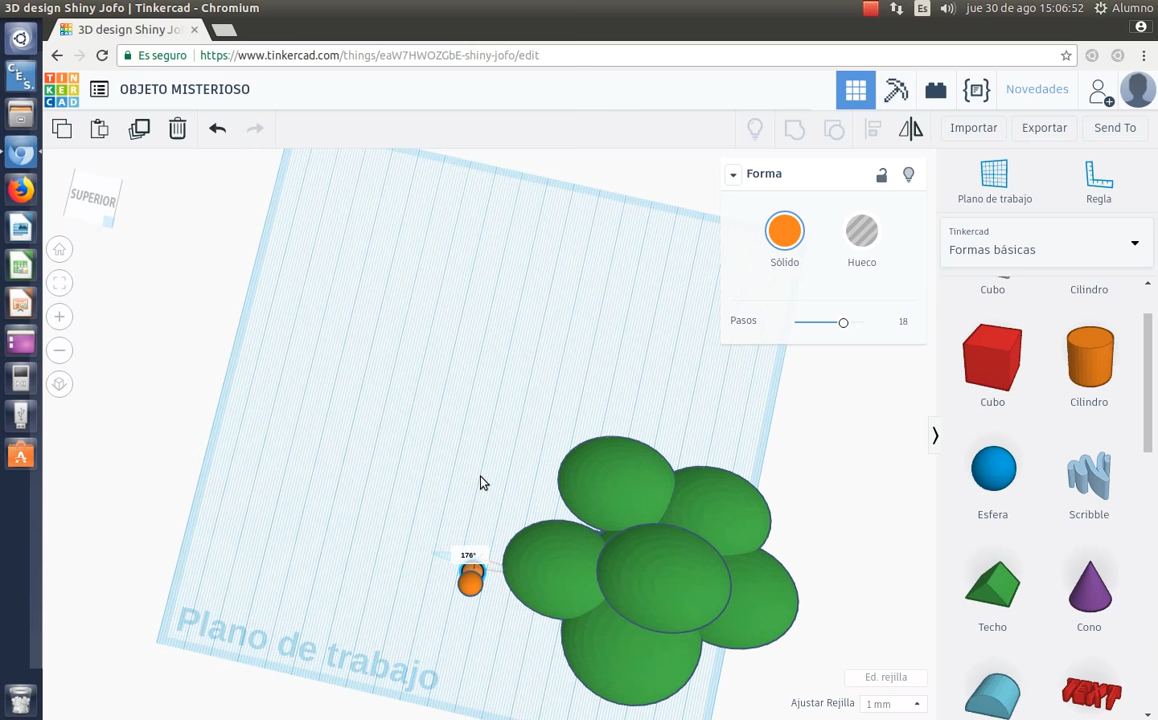 3D design Shiny Jofo | Tinkercad - Chromium
Es
jue 30 de ago 15:06:52
Alumno
3D design Shiny Jo
Es seguro
https://www.tinkercad.com/things/eaW7HWOZGbE-shiny-jofo/edit
TIN
KER
CAD
OBJETO MISTERIOSO
Novedades
Importar
Exportar
Send To
SUPERIOR
Forma
Sólido
Hueco
Pasos
18
Plano de trabajo
Regla
Tinkercad
Formas básicas
Cubo
Cilindro
Cubo
Cilindro
Esfera
Scribble
Techo
Cono
TEXT
176°
Plano de trabajo
Ed. rejilla
Ajustar Rejilla
1 mm